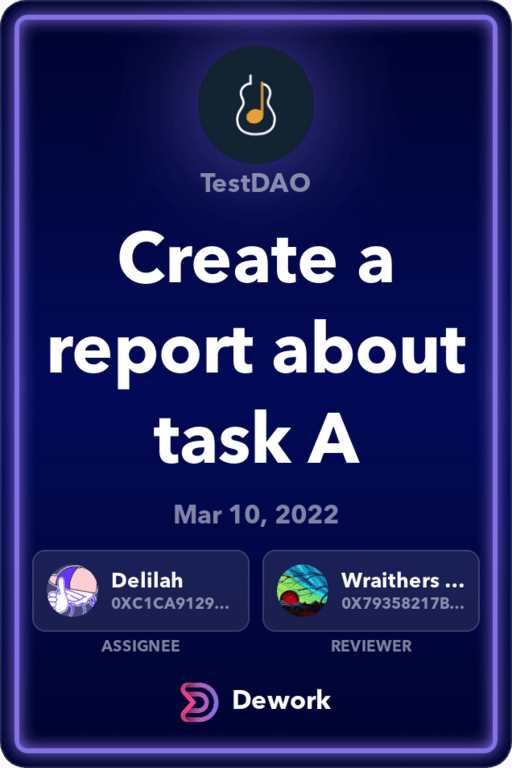 TestDAO
Create a
report about
task A
Mar 10, 2022
Delilah
0XC1CA9129...
ASSIGNEE
Wraithers ...
0X79358217B...
REVIEWER
Dework